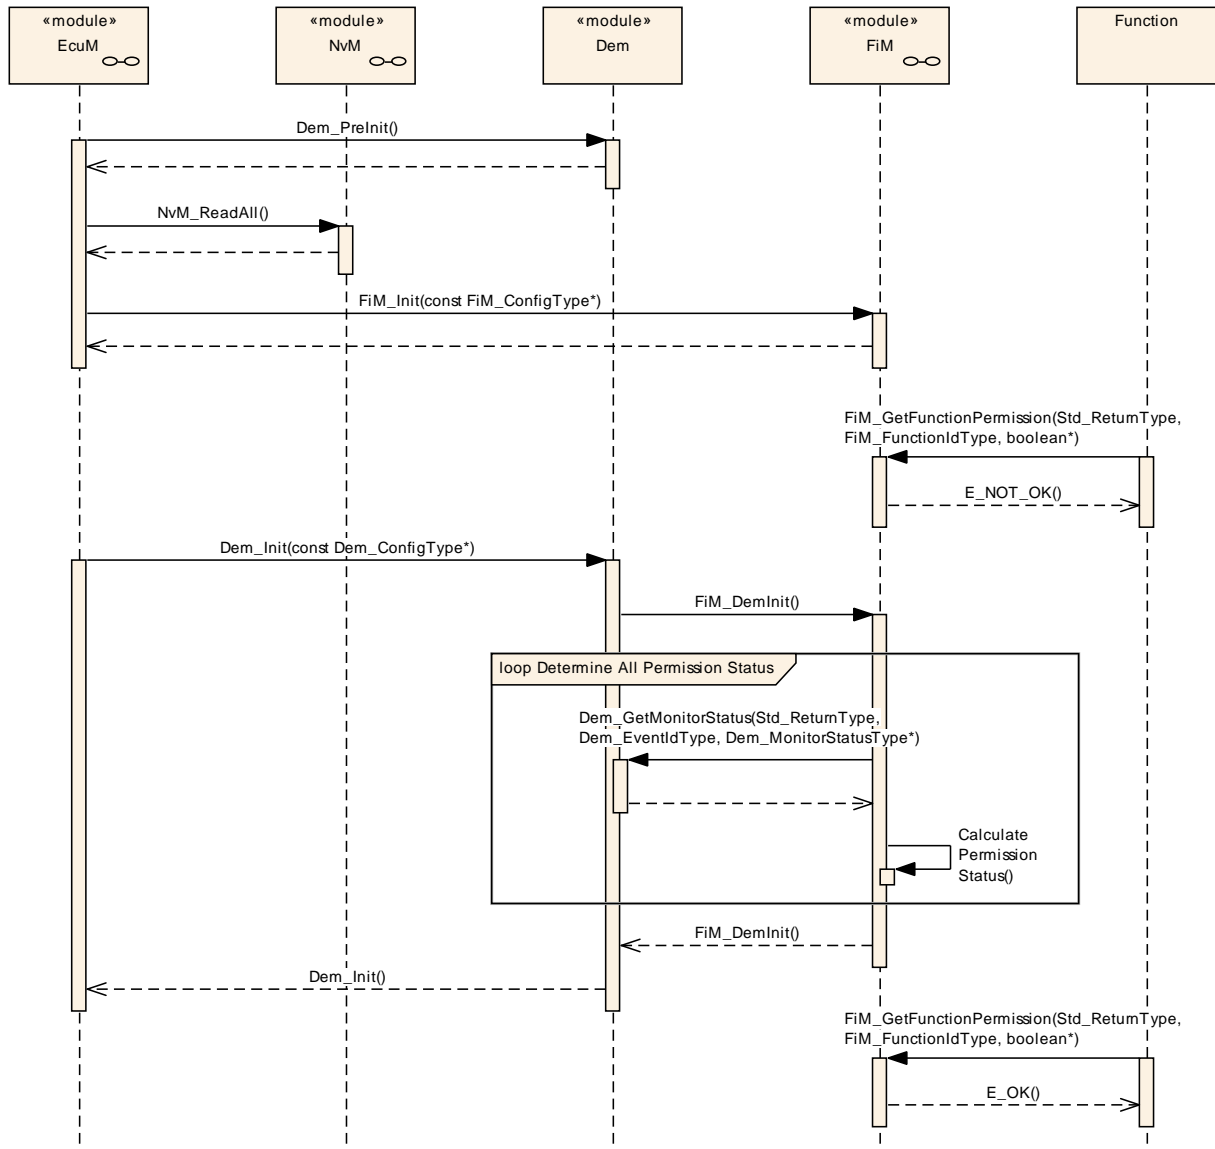 «module»
EcuM
«module»
NvM
«module»
Dem
«module»
FiM
Function
Dem_PreInit()
NvM_ReadAll()
FiM_Init(const FiM_ConfigType*)
FiM_GetFunctionPermission(Std_ReturnType,
FiM_FunctionIdType, boolean*)
E_NOT_OK()
Dem_Init(const Dem_ConfigType*)
FiM_DemInit()
loop Determine All Permission Status
Dem_GetMonitorStatus(Std_ReturnType,
Dem_EventIdType, Dem_MonitorStatusType*)
Calculate
Permission
Status()
FiM_DemInit()
Dem_Init()
FiM_GetFunctionPermission(Std_ReturnType,
FiM_FunctionIdType, boolean*)
E_OK()